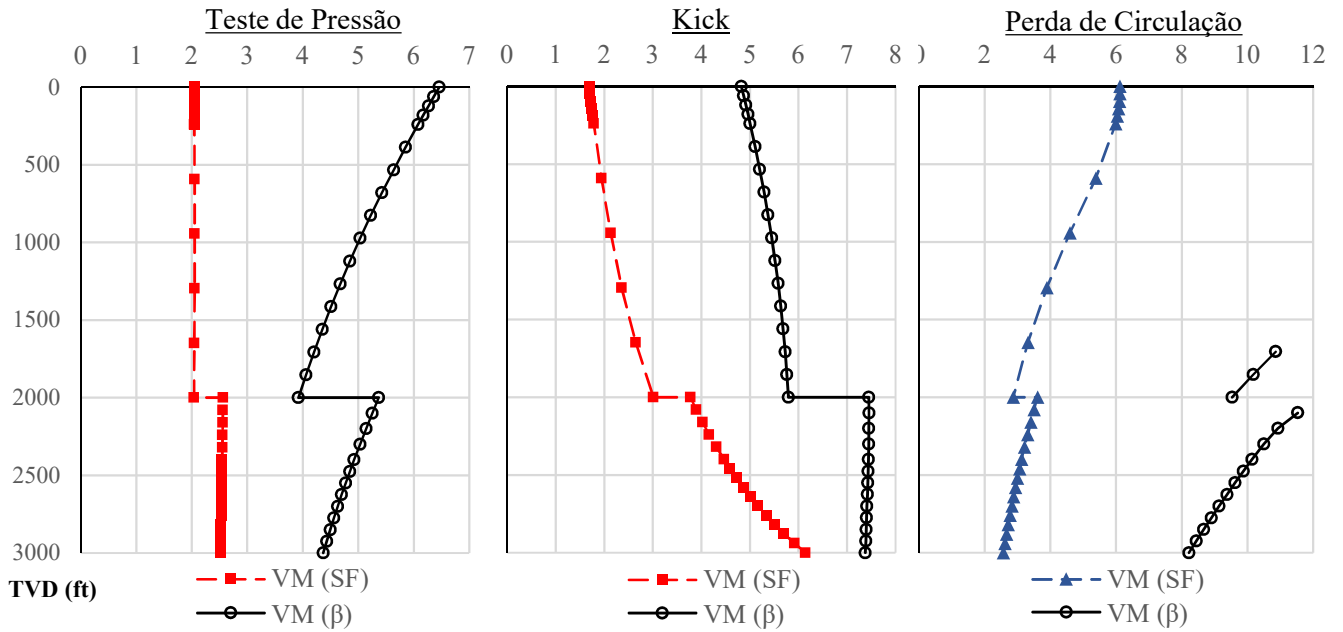 Teste de Pressão
Kick
Perda de Circulação
0 1 2 3 4 5 6 7
0 1 2 3 4 5 6 7 8
0 2 4 6 8 10 12
0
500
1000
1500
2000
2500
3000
TVD (ft)
VM (SF)
VM (β)
VM (SF)
VM (β)
VM (SF)
VM (β)